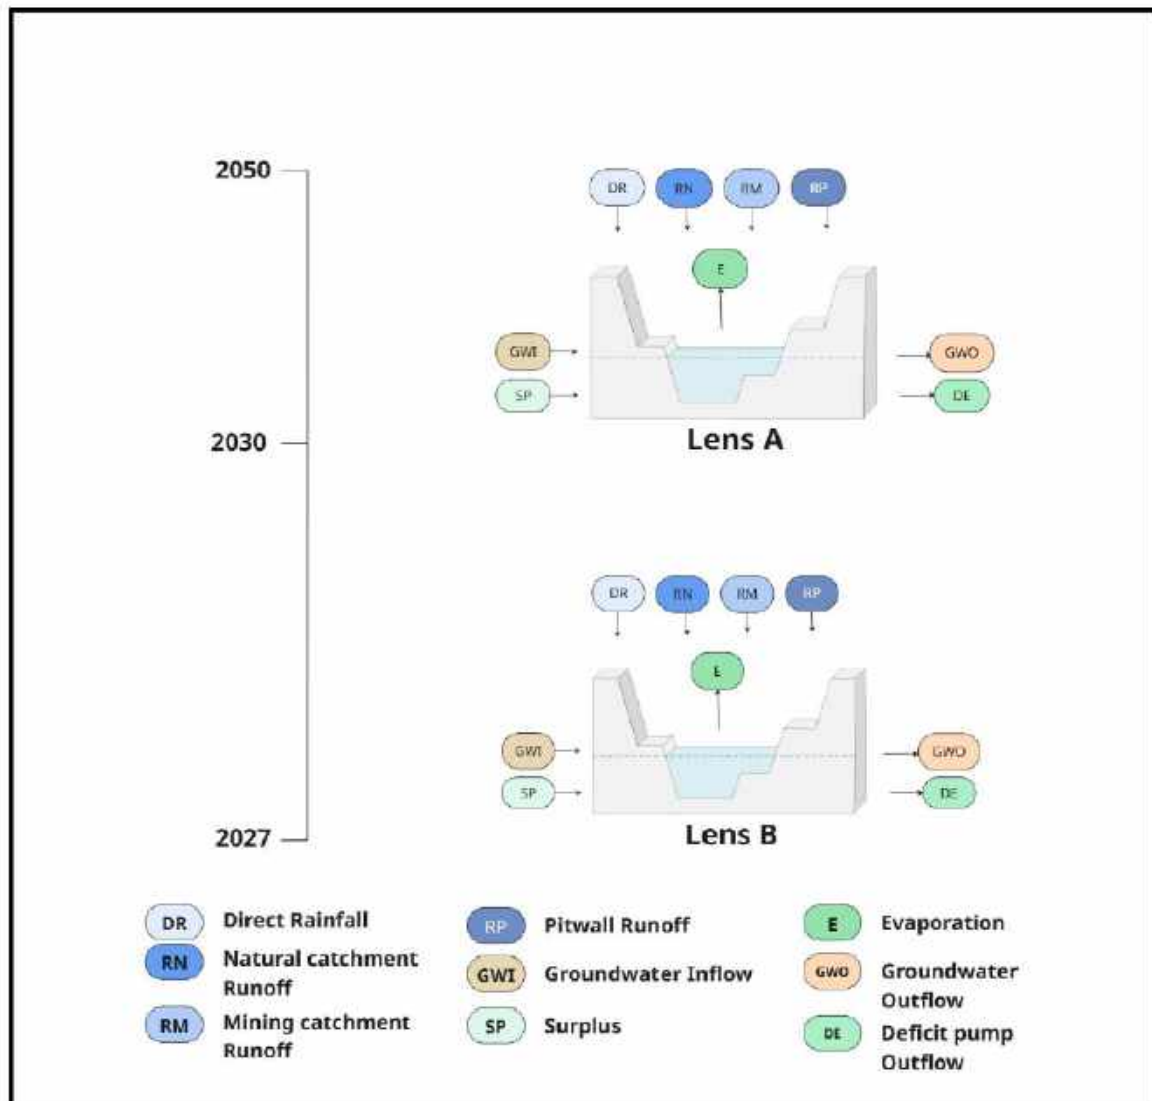 2050
DR RN RM RP
E
GWI GWO
SP DE
Lens A
2030
DR RN RM RP
E
GWI GWO
SP DE
Lens B
2027
DR Direct Rainfall
RN Natural catchment
Runoff
RM Mining catchment
Runoff
RP Pitwall Runoff
GWI Groundwater Inflow
SP Surplus
E Evaporation
GWO Groundwater
Outflow
DE Deficit pump
Outflow